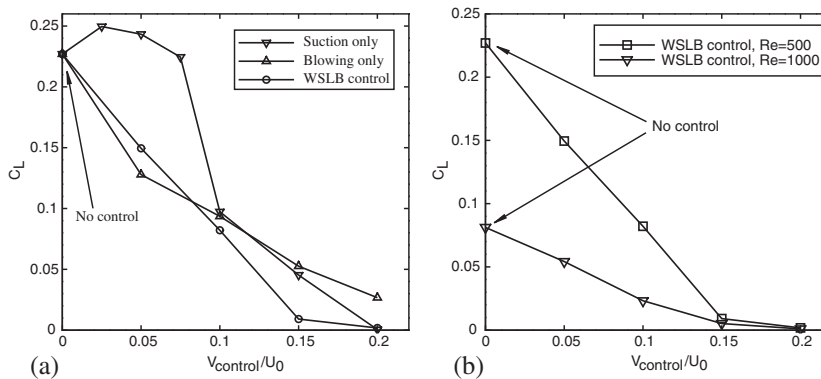 0.25
0.2
0.15
0.1
0.05
0
C_L
0 0.05 0.1 0.15 0.2
V_control/U_0
Suction only
Blowing only
WSLB control
No control
(a)
0.25
0.2
0.15
0.1
0.05
0
C_L
0 0.05 0.1 0.15 0.2
V_control/U_0
WSLB control, Re=500
WSLB control, Re=1000
No control
(b)